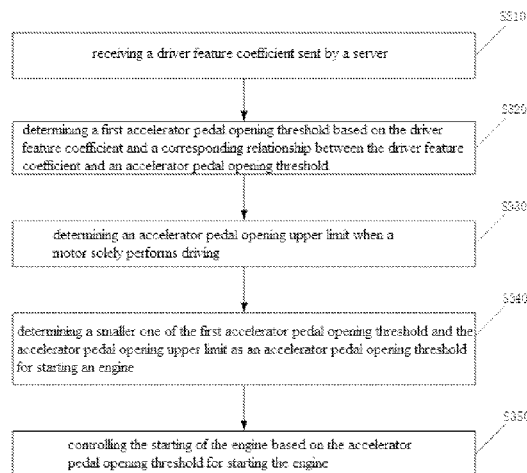 S310
receiving a driver feature coefficient sent by a server
S320
determining a first accelerator pedal opening threshold based on the driver
feature coefficient and a corresponding relationship between the driver feature
coefficient and an accelerator pedal opening threshold
S330
determining an accelerator pedal opening upper limit when a
motor solely performs driving
S340
determining a smaller one of the first accelerator pedal opening threshold and the
accelerator pedal opening upper limit as an accelerator pedal opening threshold
for starting an engine
S350
controlling the starting of the engine based on the accelerator
pedal opening threshold for starting the engine